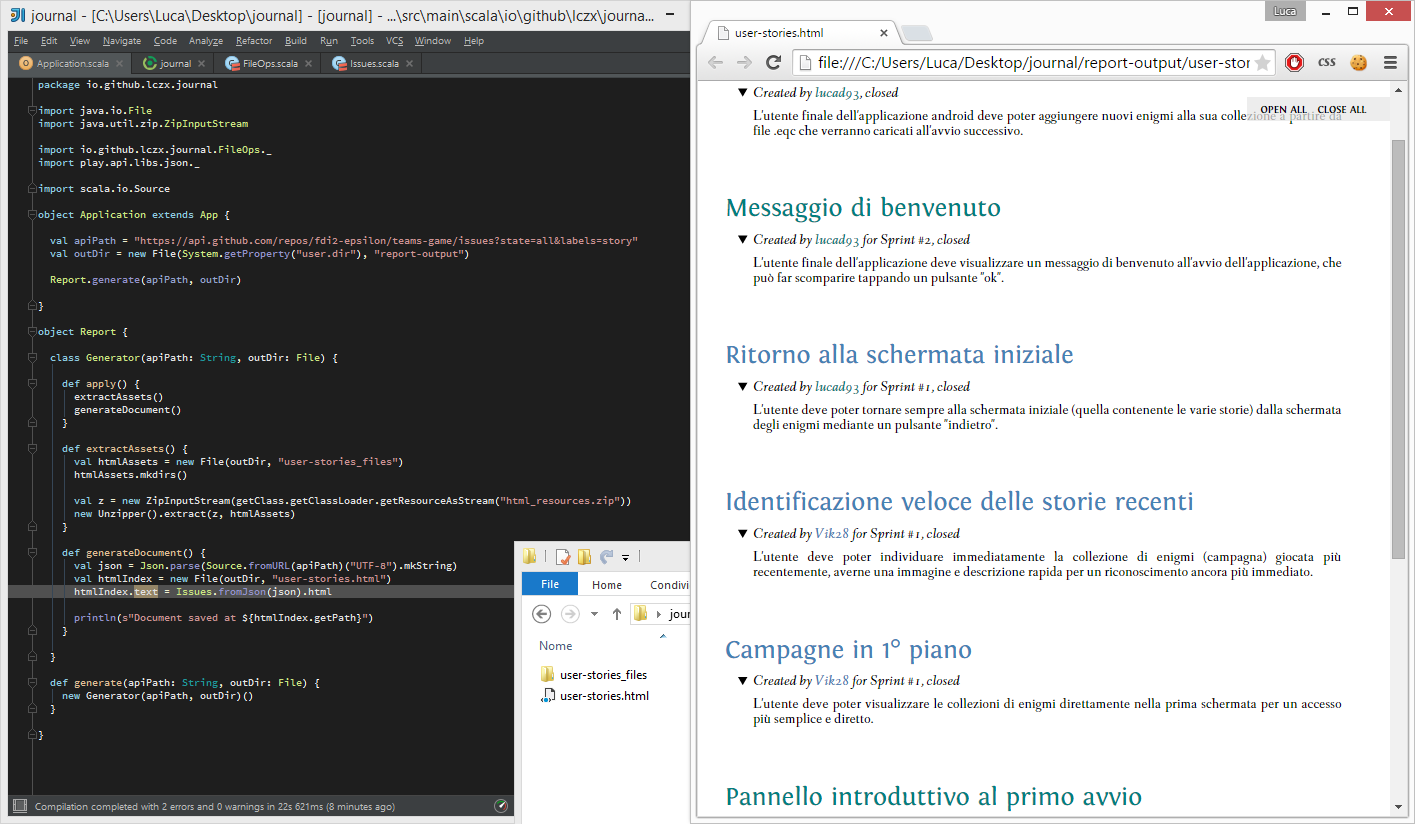 journal - [C:\Users\Luca\Desktop\journal] - [journal] - ...\src\main\scala\io\github\lczx\journa...
File Edit View Navigate Code Analyze Refactor Build Run Tools VCS Window Help
Application.scala journal FileOps.scala Issues.scala
package io.github.lczx.journal
import java.io.File
import java.util.zip.ZipInputStream
import io.github.lczx.journal.FileOps._
import play.api.libs.json._
import scala.io.Source
object Application extends App {
val apiPath = "https://api.github.com/repos/fdi2-epsilon/teams-game/issues?state=all&labels=story"
val outDir = new File(System.getProperty("user.dir"), "report-output")
Report.generate(apiPath, outDir)
}
object Report {
class Generator(apiPath: String, outDir: File) {
def apply() {
extractAssets()
generateDocument()
}
def extractAssets() {
val htmlAssets = new File(outDir, "user-stories_files")
htmlAssets.mkdirs()
val z = new ZipInputStream(getClass.getClassLoader.getResourceAsStream("html_resources.zip"))
new Unzipper().extract(z, htmlAssets)
}
def generateDocument() {
val json = Json.parse(Source.fromURL(apiPath)("UTF-8").mkString)
val htmlIndex = new File(outDir, "user-stories.html")
htmlIndex.text = Issues.fromJson(json).html
println(s"Document saved at ${htmlIndex.getPath}")
}
}
def generate(apiPath: String, outDir: File) {
new Generator(apiPath, outDir)()
}
}
Compilation completed with 2 errors and 0 warnings in 22s 621ms (8 minutes ago)
File Home Condivi
jour
Nome
user-stories_files
user-stories.html
Luca
user-stories.html
file:///C:/Users/Luca/Desktop/journal/report-output/user-stor
CSS
Created by lucad93, closed
OPEN ALL CLOSE ALL
L'utente finale dell'applicazione android deve poter aggiungere nuovi enigmi alla sua collezione a partire da
file .eqc che verranno caricati all'avvio successivo.
Messaggio di benvenuto
Created by lucad93 for Sprint #2, closed
L'utente finale dell'applicazione deve visualizzare un messaggio di benvenuto all'avvio dell'applicazione, che
può far scomparire tappando un pulsante "ok".
Ritorno alla schermata iniziale
Created by lucad93 for Sprint #1, closed
L'utente deve poter tornare sempre alla schermata iniziale (quella contenente le varie storie) dalla schermata
degli enigmi mediante un pulsante "indietro".
Identificazione veloce delle storie recenti
Created by Vik28 for Sprint #1, closed
L'utente deve poter individuare immediatamente la collezione di enigmi (campagna) giocata più
recentemente, averne una immagine e descrizione rapida per un riconoscimento ancora più immediato.
Campagne in 1° piano
Created by Vik28 for Sprint #1, closed
L'utente deve poter visualizzare le collezioni di enigmi direttamente nella prima schermata per un accesso
più semplice e diretto.
Pannello introduttivo al primo avvio